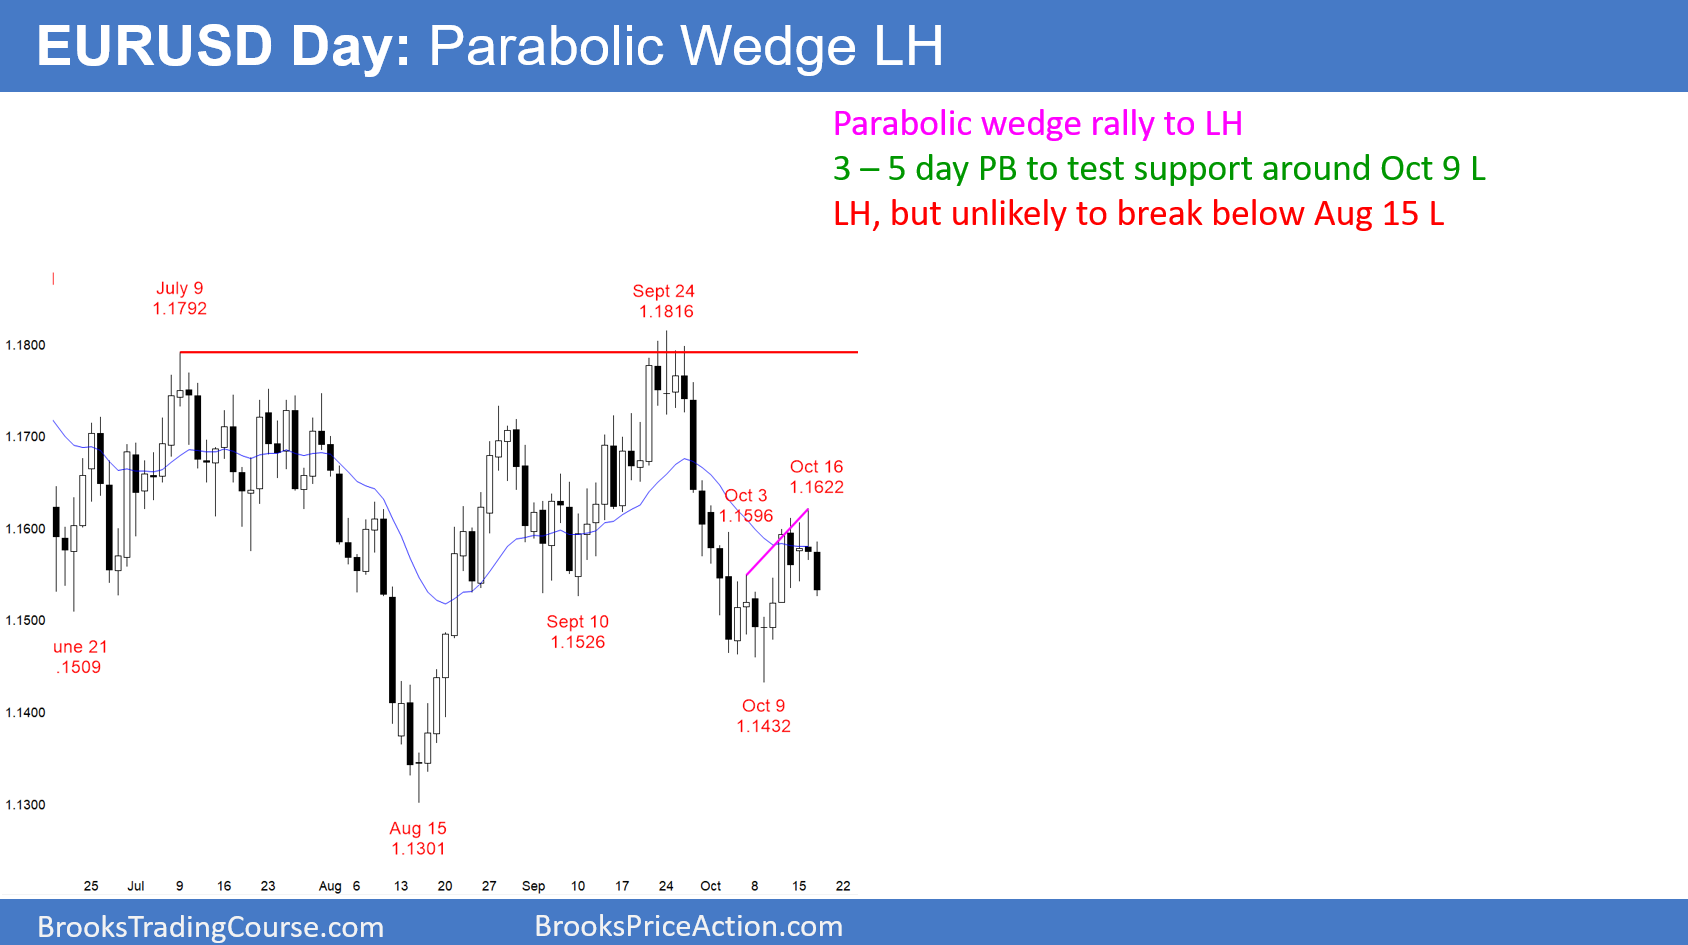 EURUSD Day: Parabolic Wedge LH
Parabolic wedge rally to LH
3 – 5 day PB to test support around Oct 9 L
LH, but unlikely to break below Aug 15 L
July 9
1.1792
Sept 24
1.1816
1.1800
1.1700
Oct 16
1.1622
Oct 3
1.1596
1.1600
1.1500
Sept 10
1.1526
une 21
.1509
Oct 9
1.1432
1.1400
1.1300
Aug 15
1.1301
25 Jul 9 16 23 Aug 6 13 20 27 Sep 10 17 24 Oct 8 15 22
BrooksTradingCourse.com BrooksPriceAction.com